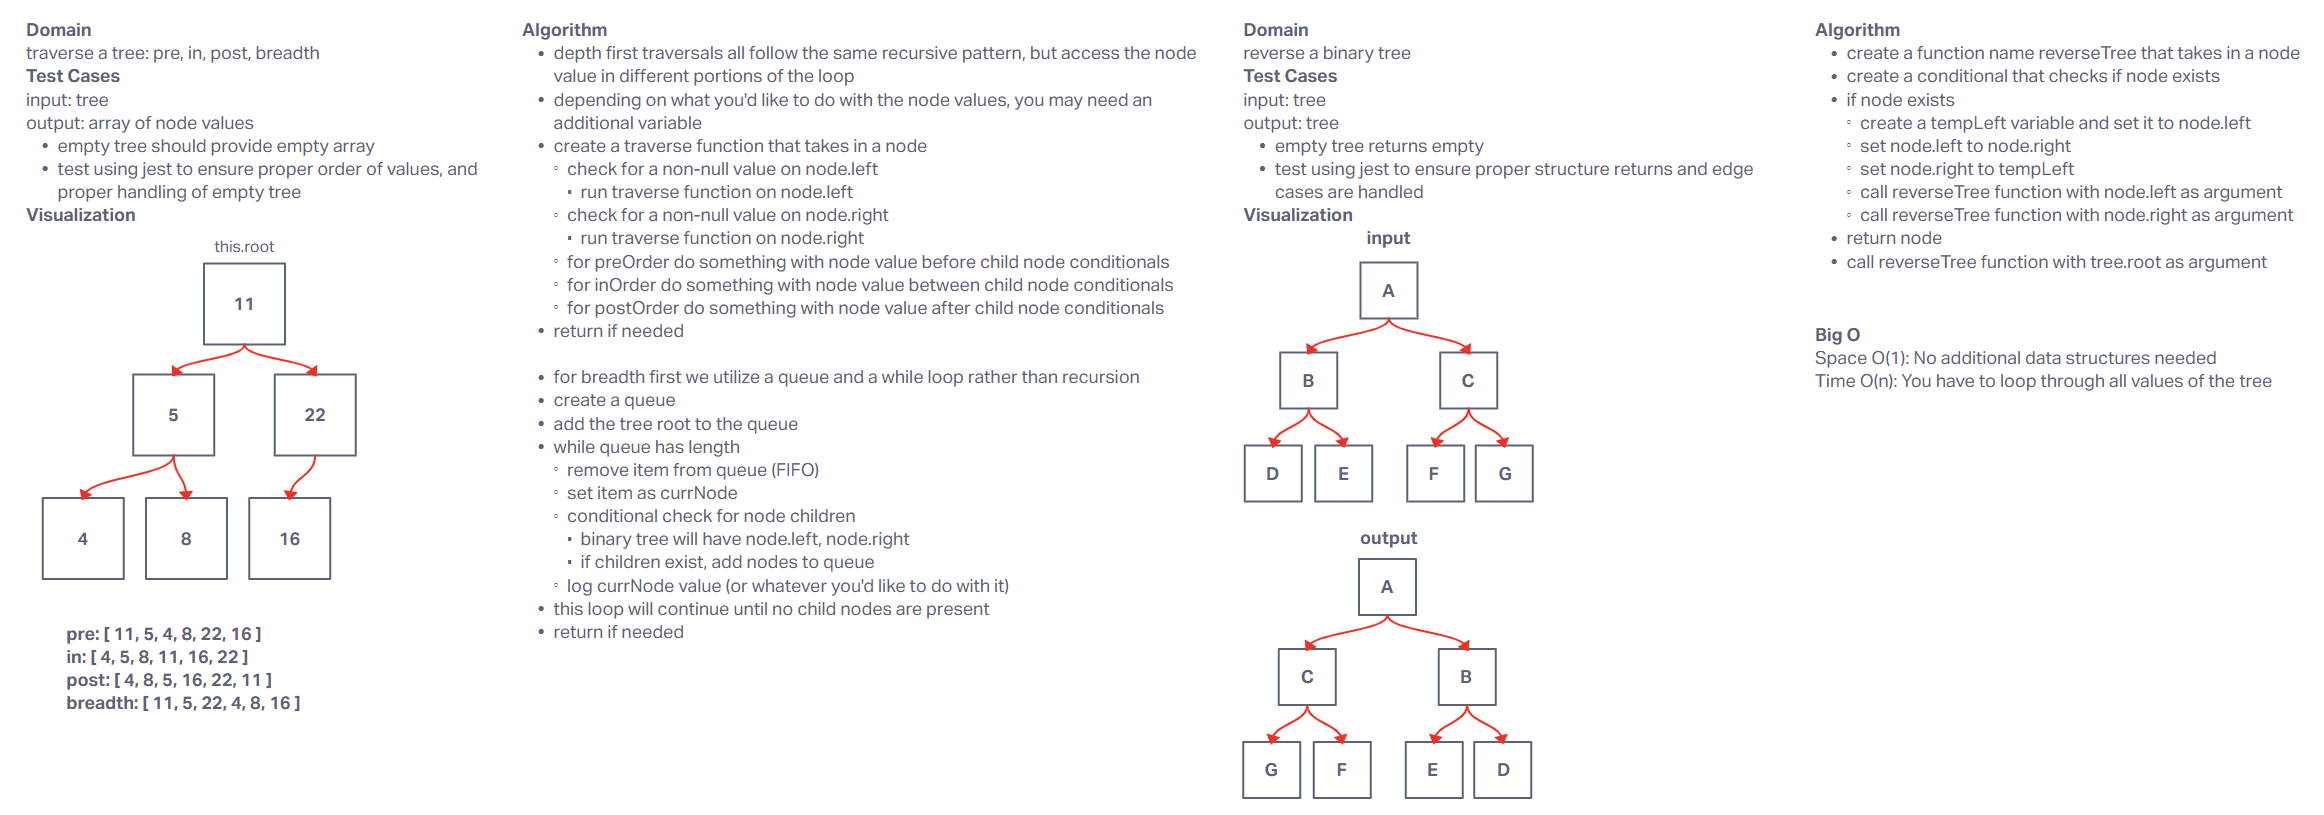 Domain
traverse a tree: pre, in, post, breadth
Test Cases
input: tree
output: array of node values
• empty tree should provide empty array
• test using jest to ensure proper order of values, and
proper handling of empty tree
Visualization
this.root
11
5
22
4
8
16
pre: [ 11, 5, 4, 8, 22, 16 ]
in: [ 4, 5, 8, 11, 16, 22 ]
post: [ 4, 8, 5, 16, 22, 11 ]
breadth: [ 11, 5, 22, 4, 8, 16 ]
Algorithm
• depth first traversals all follow the same recursive pattern, but access the node
value in different portions of the loop
• depending on what you'd like to do with the node values, you may need an
additional variable
• create a traverse function that takes in a node
◦ check for a non-null value on node.left
▪ run traverse function on node.left
◦ check for a non-null value on node.right
▪ run traverse function on node.right
◦ for preOrder do something with node value before child node conditionals
◦ for inOrder do something with node value between child node conditionals
◦ for postOrder do something with node value after child node conditionals
• return if needed
• for breadth first we utilize a queue and a while loop rather than recursion
• create a queue
• add the tree root to the queue
• while queue has length
◦ remove item from queue (FIFO)
◦ set item as currNode
◦ conditional check for node children
▪ binary tree will have node.left, node.right
▪ if children exist, add nodes to queue
◦ log currNode value (or whatever you'd like to do with it)
• this loop will continue until no child nodes are present
• return if needed
Domain
reverse a binary tree
Test Cases
input: tree
output: tree
• empty tree returns empty
• test using jest to ensure proper structure returns and edge
cases are handled
Visualization
input
A
B
C
D
E
F
G
output
A
C
B
G
F
E
D
Algorithm
• create a function name reverseTree that takes in a node
• create a conditional that checks if node exists
• if node exists
◦ create a tempLeft variable and set it to node.left
◦ set node.left to node.right
◦ set node.right to tempLeft
◦ call reverseTree function with node.left as argument
◦ call reverseTree function with node.right as argument
• return node
• call reverseTree function with tree.root as argument
Big O
Space O(1): No additional data structures needed
Time O(n): You have to loop through all values of the tree